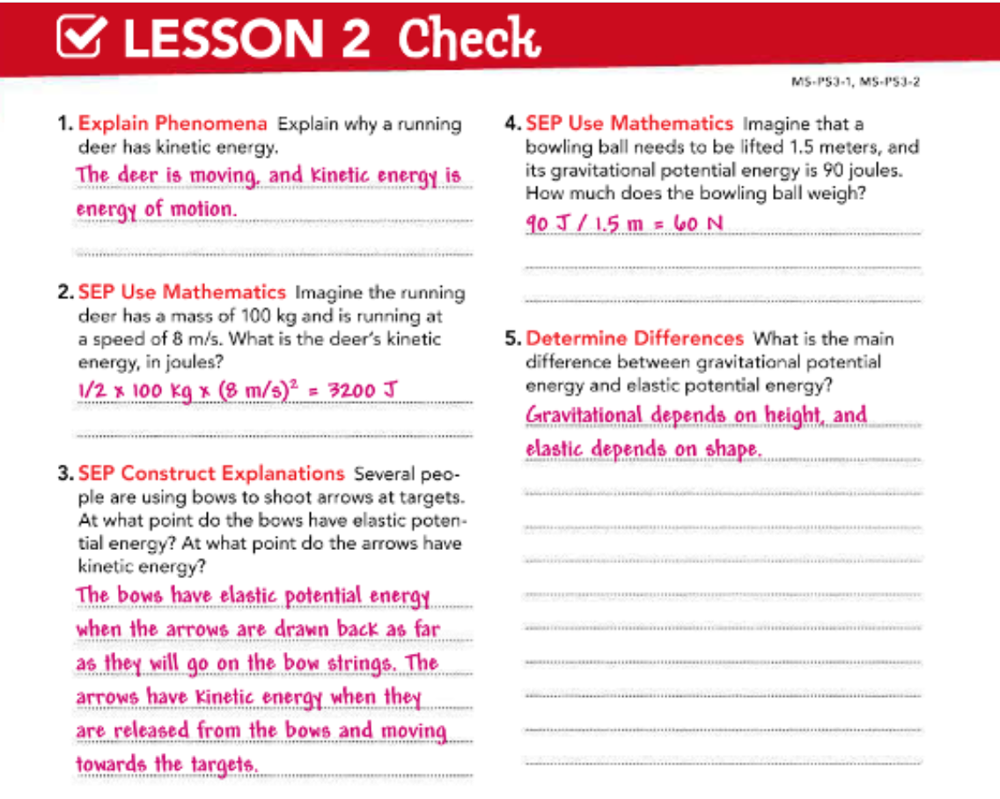 LESSON 2 Check
MS-PS3-1, MS-PS3-2
1. Explain Phenomena Explain why a running
deer has kinetic energy.
The deer is moving, and kinetic energy is
energy of motion.
2. SEP Use Mathematics Imagine the running
deer has a mass of 100 kg and is running at
a speed of 8 m/s. What is the deer's kinetic
energy, in joules?
1/2 x 100 kg x (8 m/s)² = 3200 J
3. SEP Construct Explanations Several peo-
ple are using bows to shoot arrows at targets.
At what point do the bows have elastic poten-
tial energy? At what point do the arrows have
kinetic energy?
The bows have elastic potential energy
when the arrows are drawn back as far
as they will go on the bow strings. The
arrows have kinetic energy when they
are released from the bows and moving
towards the targets.
4. SEP Use Mathematics Imagine that a
bowling ball needs to be lifted 1.5 meters, and
its gravitational potential energy is 90 joules.
How much does the bowling ball weigh?
90 J / 1.5 m = 60 N
5. Determine Differences What is the main
difference between gravitational potential
energy and elastic potential energy?
Gravitational depends on height, and
elastic depends on shape.